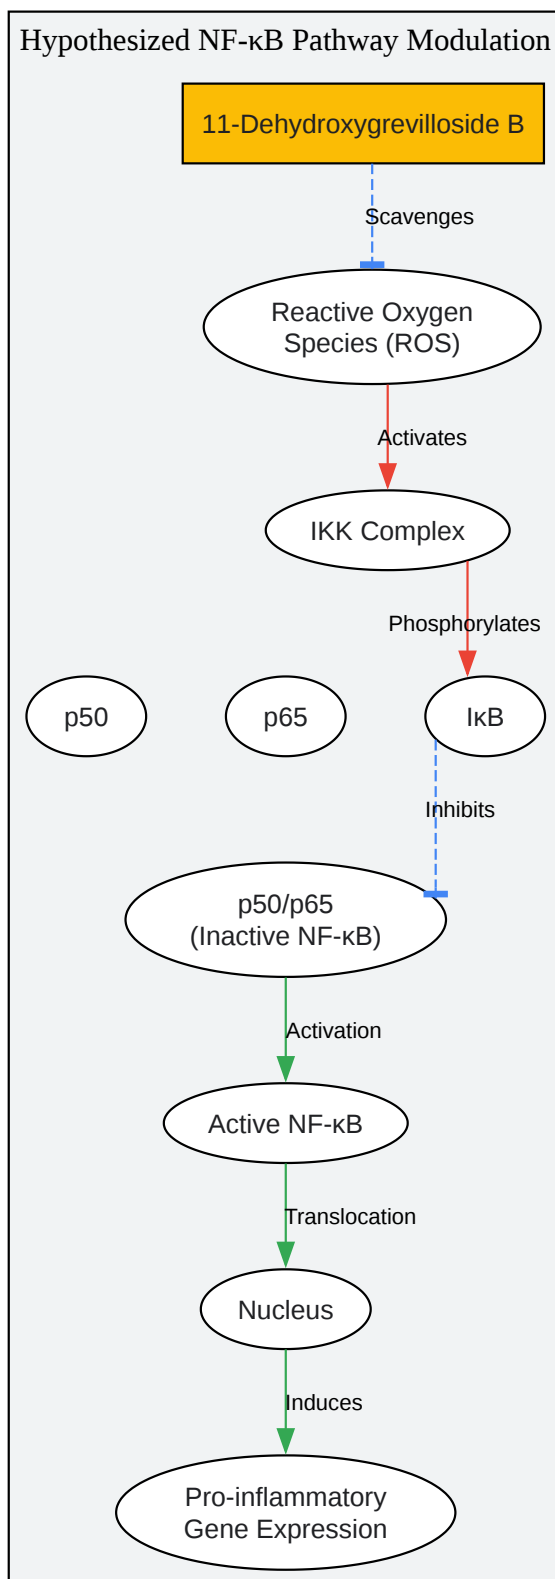 Hypothesized NF-κB Pathway Modulation
11-Dehydroxygrevilloside B
Scavenges
Reactive Oxygen
Species (ROS)
Activates
IKK Complex
Phosphorylates
p50
p65
IκB
Inhibits
p50/p65
(Inactive NF-κB)
Activation
Active NF-κB
Translocation
Nucleus
Induces
Pro-inflammatory
Gene Expression